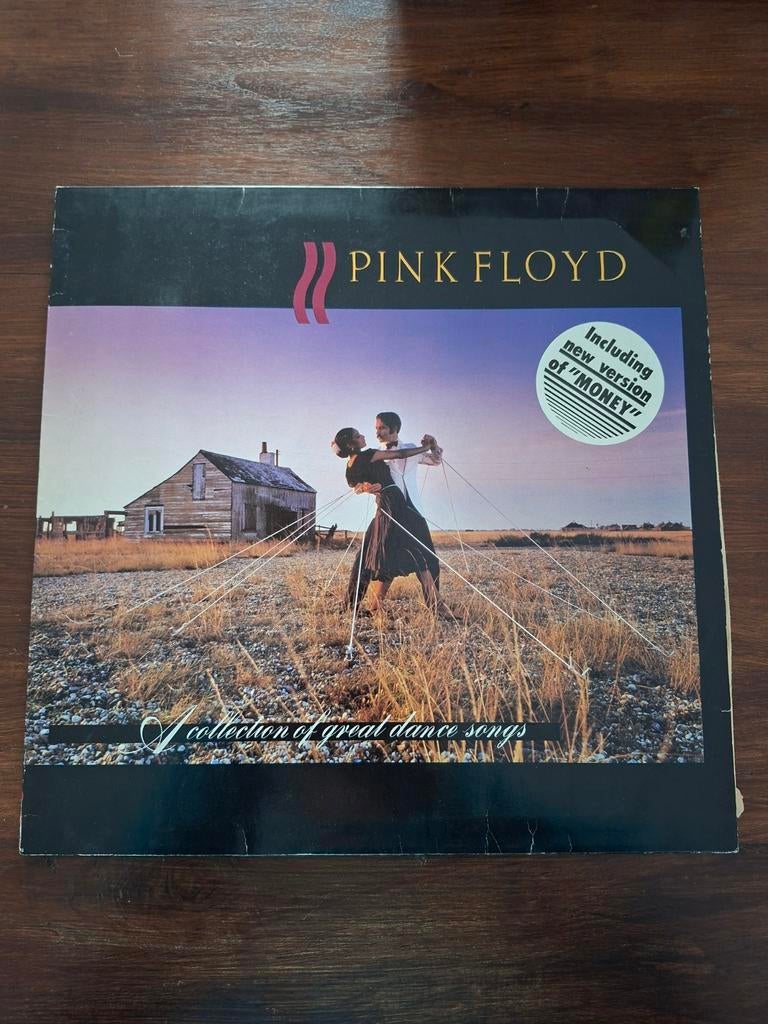 PINK FLOYD
Including
new version
of "MONEY"
A collection of great dance songs